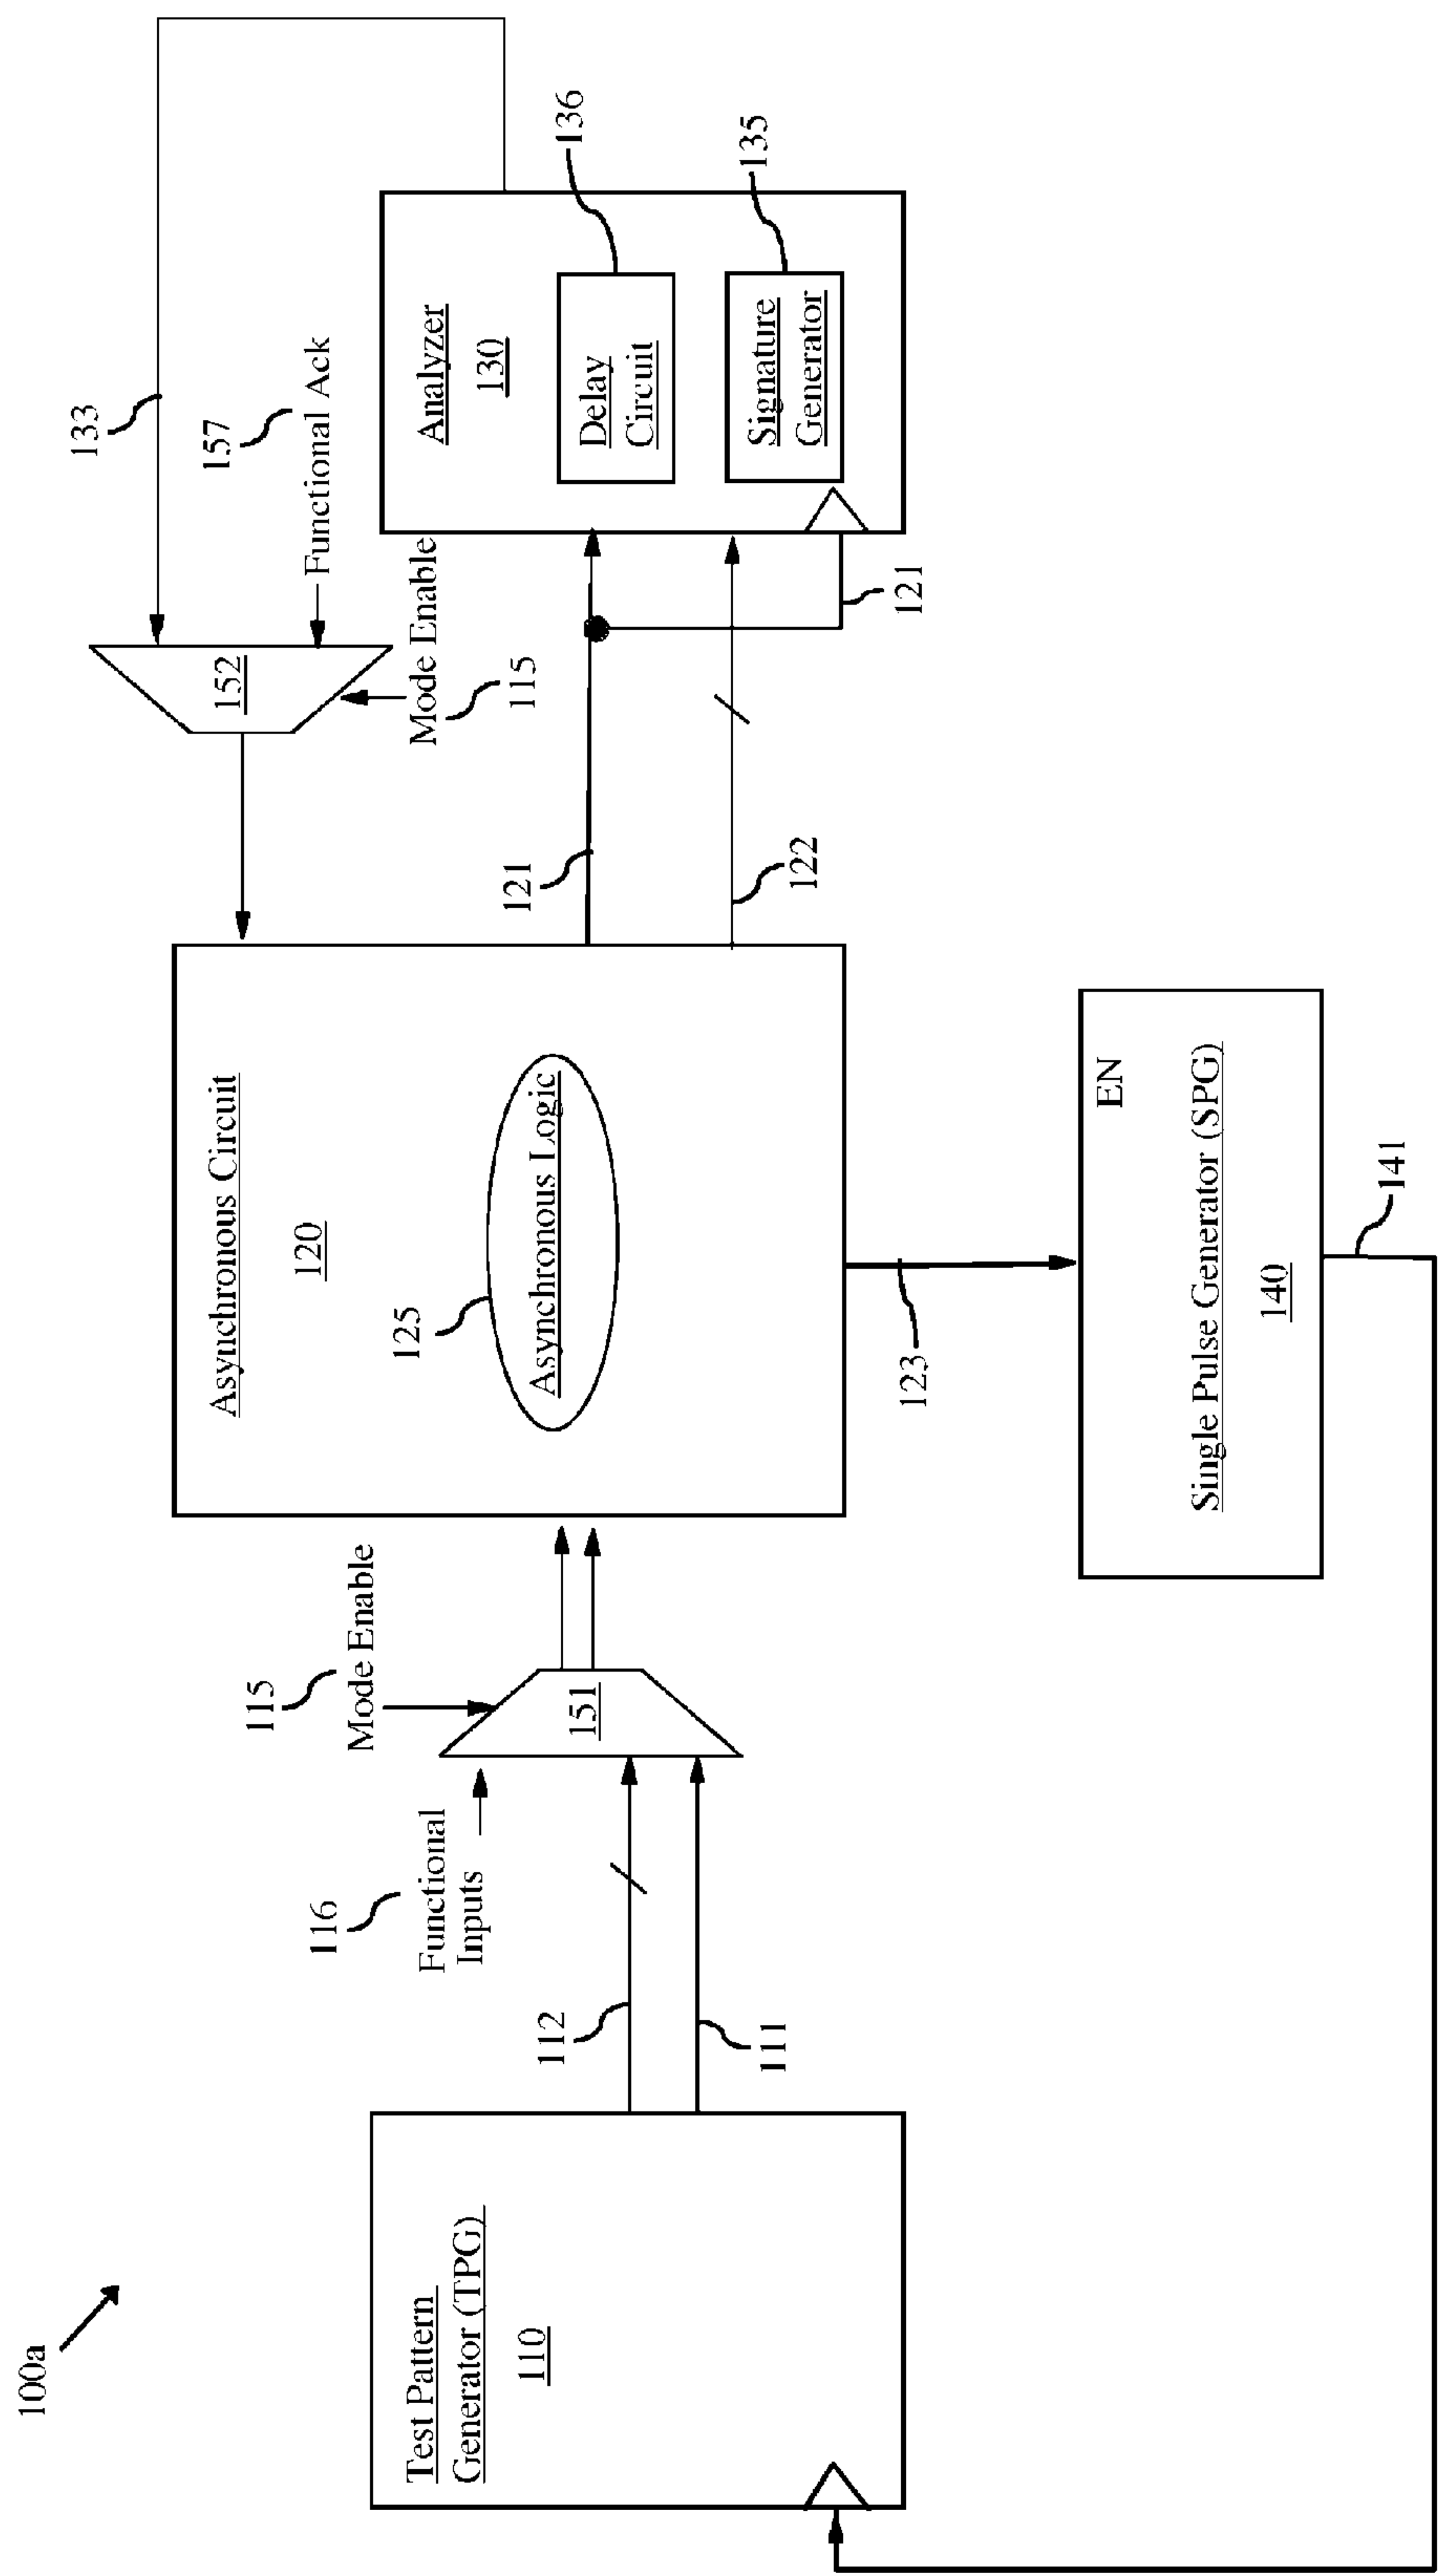 100a
Test Pattern
Generator (TPG)
110
112
111
116
Functional
Inputs
115
Mode Enable
151
Asynchronous Circuit
120
125
Asynchronous Logic
123
EN
Single Pulse Generator (SPG)
140
141
121
122
152
Mode Enable
115
133
157
Functional Ack
121
Analyzer
130
Delay
Circuit
136
Signature
Generator
135